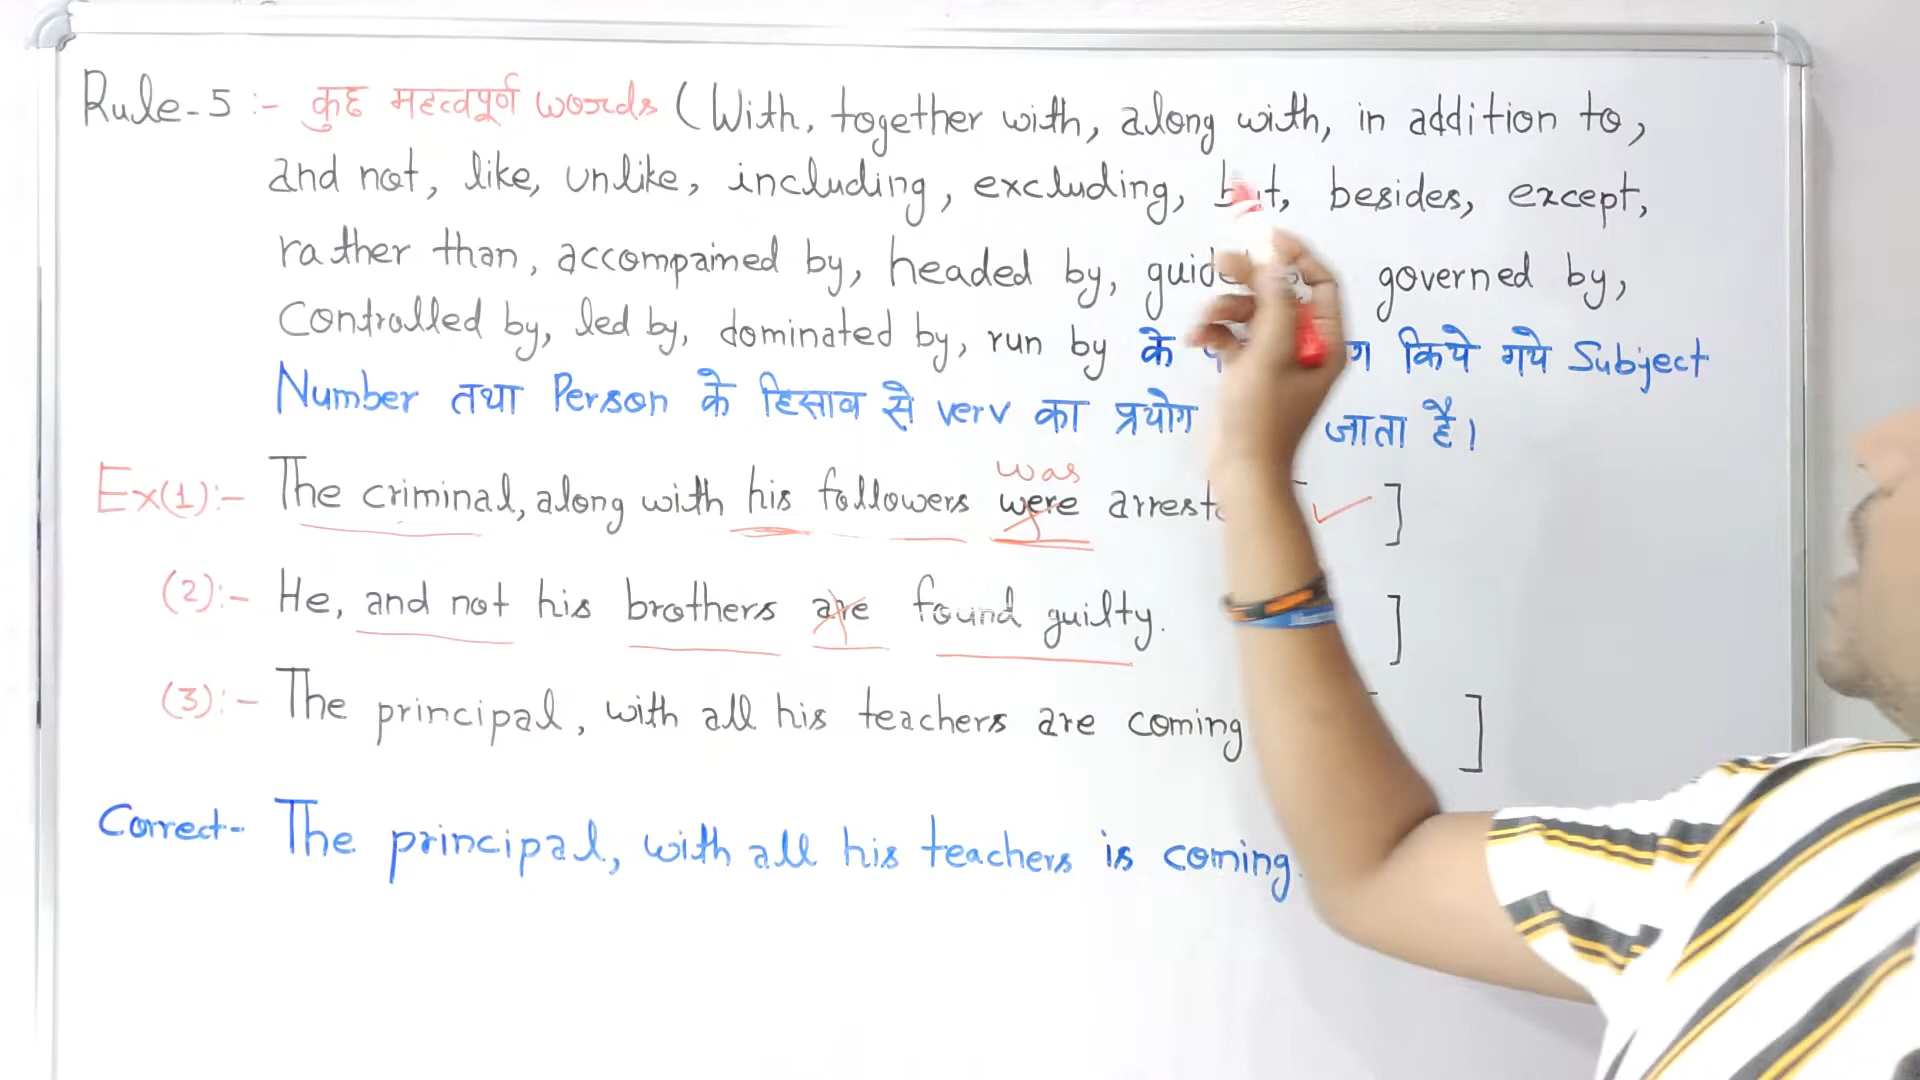 Rule-5 :- कुछ महत्वपूर्ण words (With, together with, along with, in addition to,
and not, like, unlike, including, excluding, but, besides, except,
rather than, accompained by, headed by, governed by,
Controlled by, led by, dominated by, run by के किये गये Subject
Number तथा Person के हिसाब से verv का प्रयोग जाता है।
was
Ex(1):- The criminal, along with his followers were ]
(2):- He, and not his brothers are found guilty. ]
(3):- The principal, with all his teachers are coming ]
Correct- The principal, with all his teachers is coming.